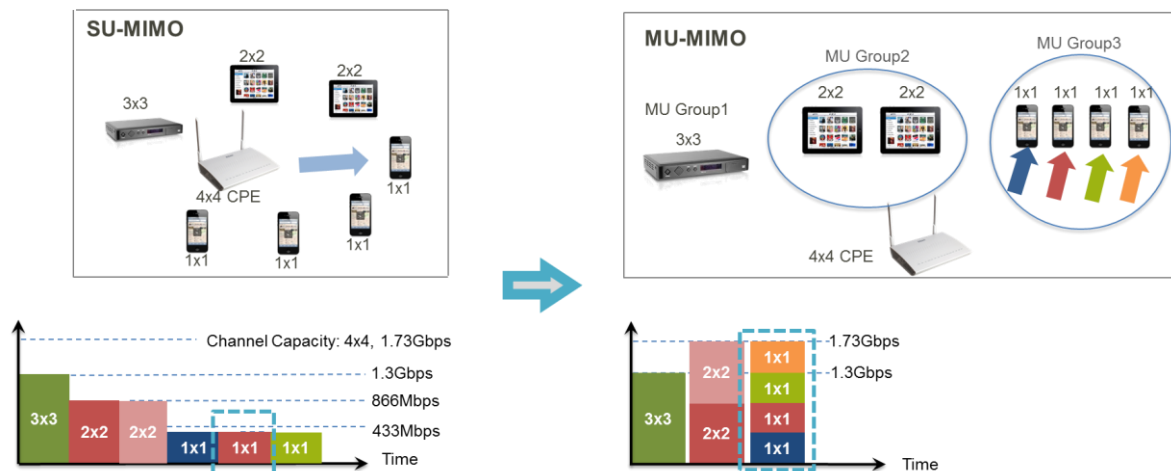 SU-MIMO
2x2
2x2
3x3
4x4 CPE
1x1
1x1
1x1
1x1
MU-MIMO
MU Group2
MU Group3
MU Group1
3x3
2x2
2x2
1x1
1x1
1x1
1x1
4x4 CPE
Channel Capacity: 4x4, 1.73Gbps
1.3Gbps
866Mbps
433Mbps
3x3
2x2
2x2
1x1
1x1
1x1
Time
1.73Gbps
1.3Gbps
3x3
2x2
2x2
1x1
1x1
1x1
1x1
Time